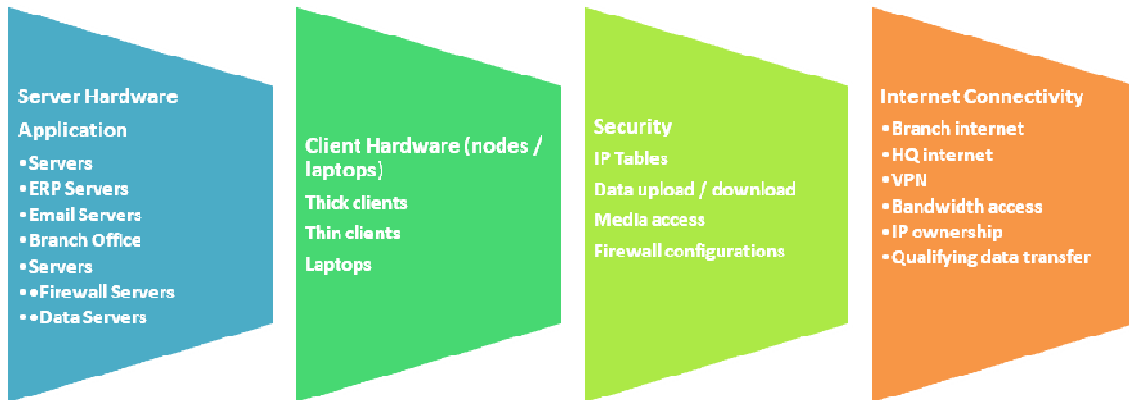 Server Hardware
Application
•Servers
•ERP Servers
•Email Servers
•Branch Office
•Servers
••Firewall Servers
••Data Servers
Client Hardware (nodes /
laptops)
Thick clients
Thin clients
Laptops
Security
IP Tables
Data upload / download
Media access
Firewall configurations
Internet Connectivity
•Branch internet
•HQ internet
•VPN
•Bandwidth access
•IP ownership
•Qualifying data transfer